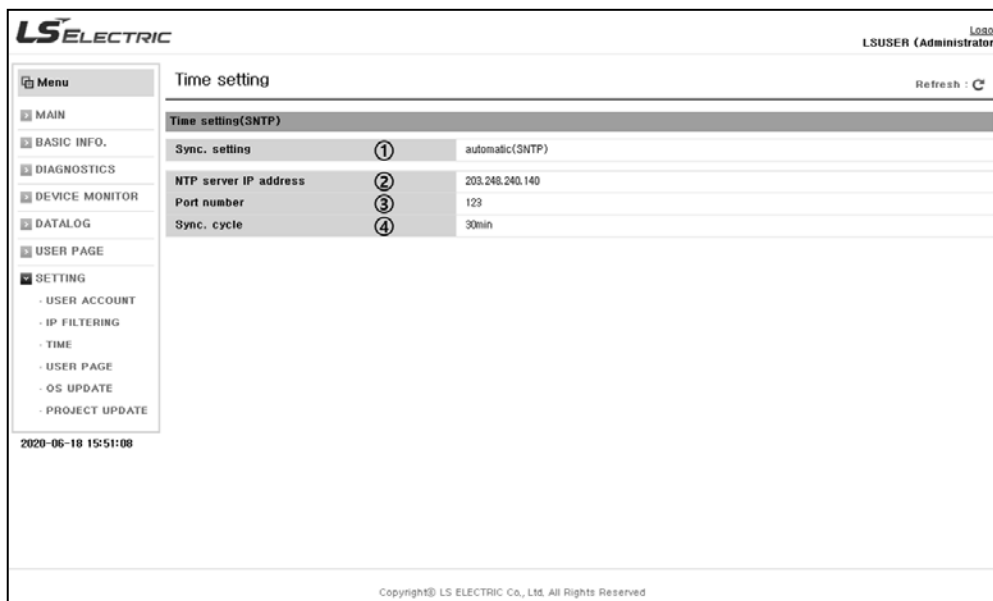 LS ELECTRIC
Logo
LSUSER (Administrator
Menu
Time setting
Refresh :
MAIN
BASIC INFO.
DIAGNOSTICS
DEVICE MONITOR
DATALOG
USER PAGE
SETTING
· USER ACCOUNT
· IP FILTERING
· TIME
· USER PAGE
· OS UPDATE
· PROJECT UPDATE
2020-06-18 15:51:08
Time setting(SNTP)
Sync. setting ① automatic(SNTP)
NTP server IP address ② 203.248.240.140
Port number ③ 123
Sync. cycle ④ 30min
Copyright® LS ELECTRIC Co., Ltd. All Rights Reserved